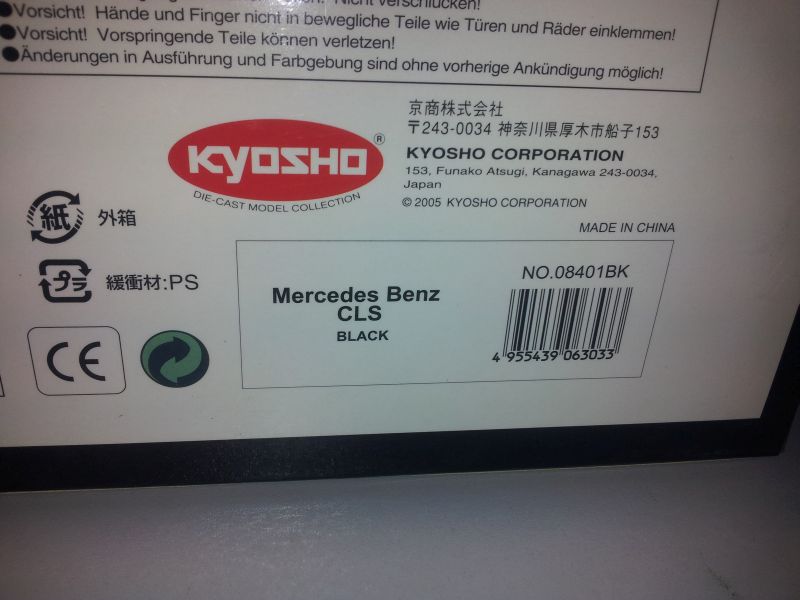 Nicht verschlucken!
●Vorsicht! Hände und Finger nicht in bewegliche Teile wie Türen und Räder einklemmen!
●Vorsicht! Vorspringende Teile können verletzen!
●Änderungen in Ausführung und Farbgebung sind ohne vorherige Ankündigung möglich!
京商株式会社
〒243-0034 神奈川県厚木市船子153
KYOSHO®
DIE-CAST MODEL COLLECTION
KYOSHO CORPORATION
153, Funako Atsugi, Kanagawa 243-0034,
Japan
© 2005 KYOSHO CORPORATION
MADE IN CHINA
紙 外箱
プラ 緩衝材:PS
CE
Mercedes Benz
CLS
BLACK
NO.08401BK
4 955439 063033